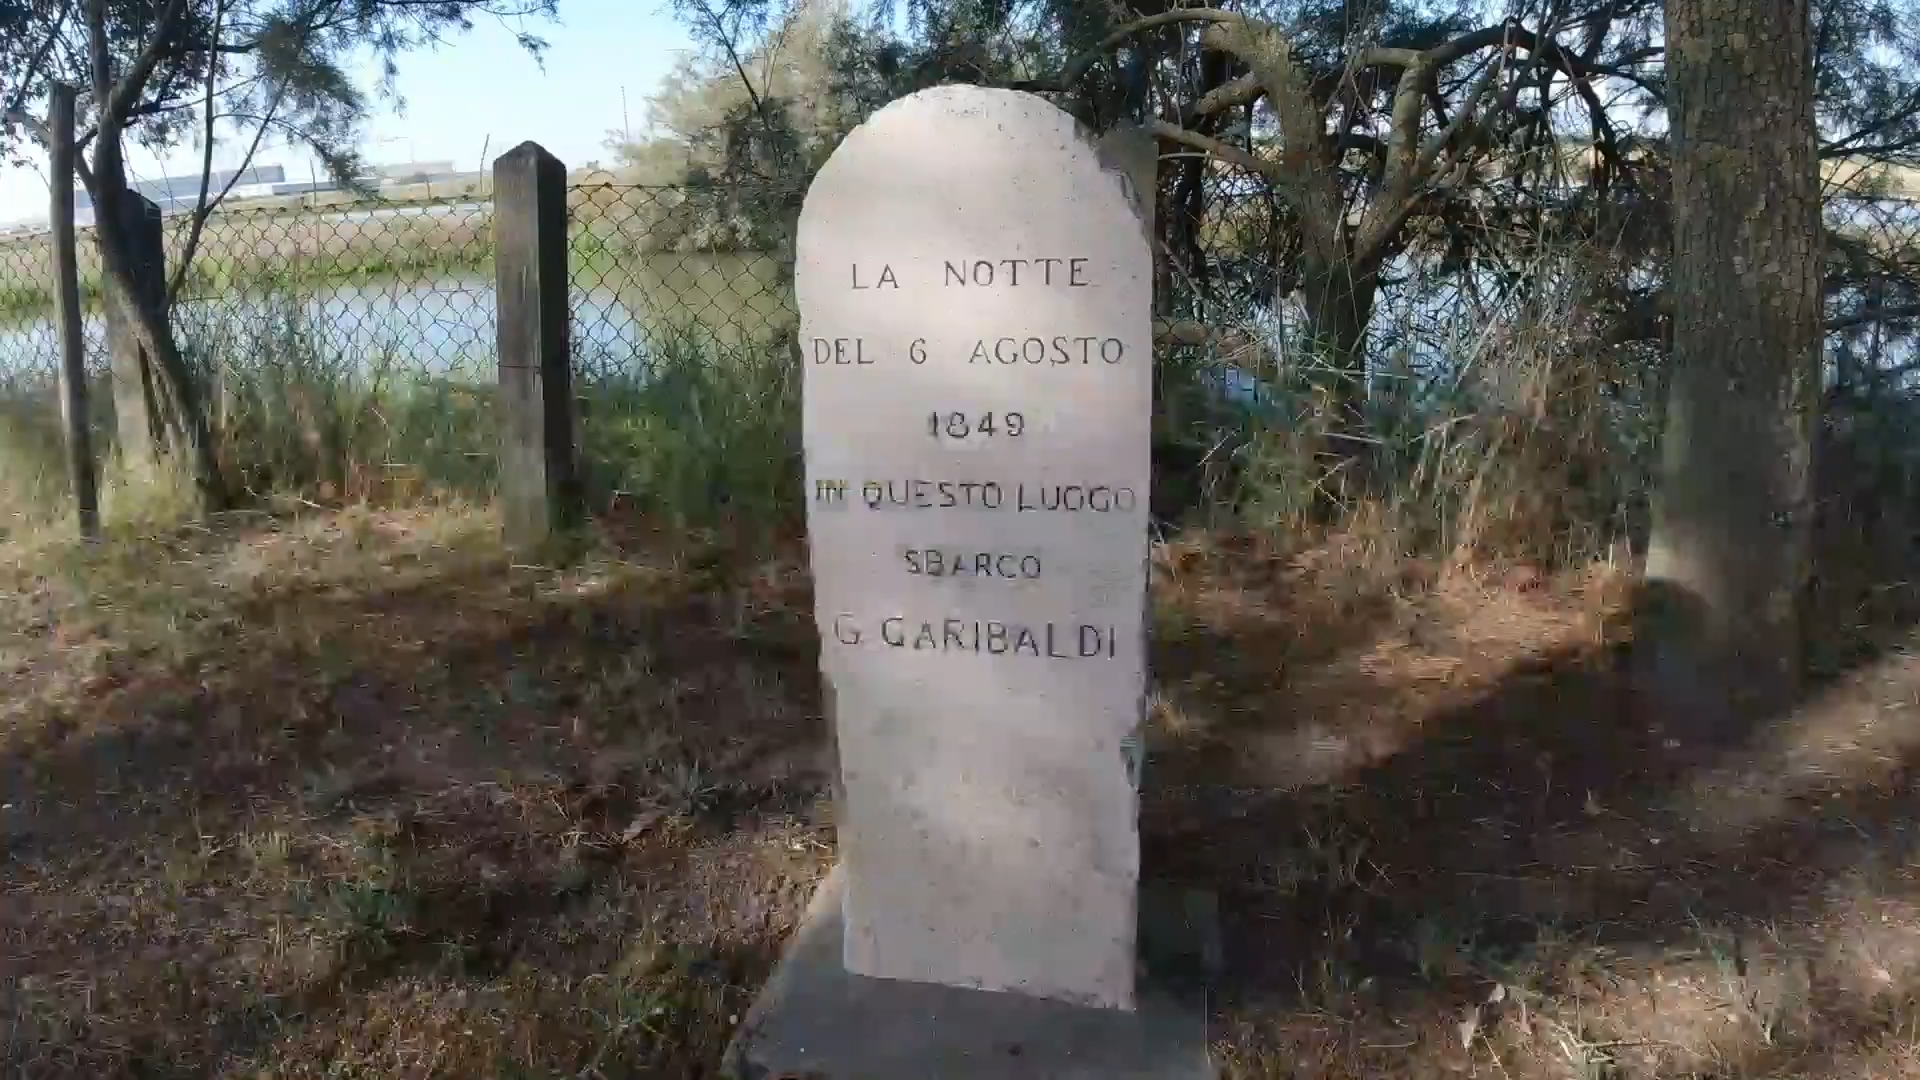 LA NOTTE
DEL 6 AGOSTO
1849
IN QUESTO LUOGO
SBARCO
G. GARIBALDI